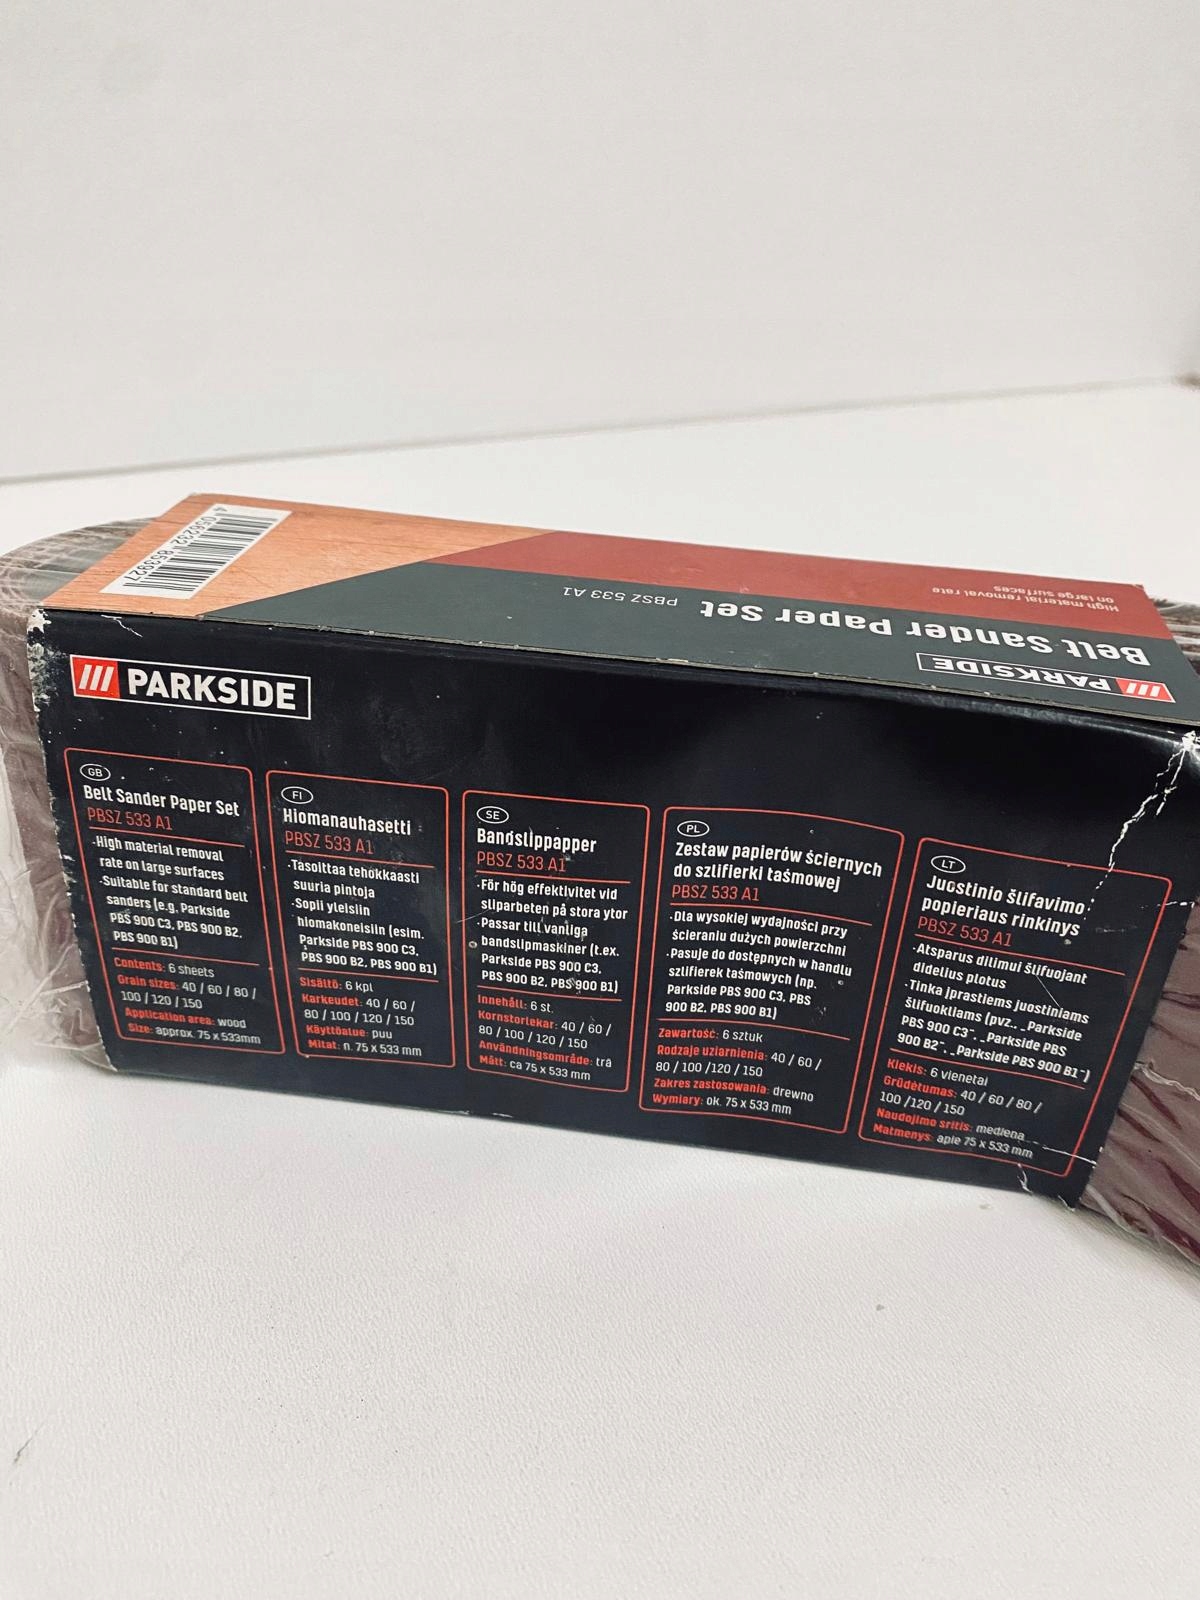 4 056232 853927
High material removal rate
on large surfaces
PBSZ 533 A1
Belt Sander Paper Set
PARKSIDE
PARKSIDE
GB
Belt Sander Paper Set
PBSZ 533 A1
·High material removal
rate on large surfaces
·Suitable for standard belt
sanders (e.g. Parkside
PBS 900 C3, PBS 900 B2,
PBS 900 B1)
Contents: 6 sheets
Grain sizes: 40 / 60 / 80 /
100 / 120 / 150
Application area: wood
Size: approx. 75 x 533mm
FI
Hiomanauhasetti
PBSZ 533 A1
·Tasoittaa tehokkaasti
suuria pintoja
·Sopii yleisiin
hiomakoneisiin (esim.
Parkside PBS 900 C3,
PBS 900 B2, PBS 900 B1)
Sisältö: 6 kpl
Karkeudet: 40 / 60 /
80 / 100 / 120 / 150
Käyttöalue: puu
Mitat: n. 75 x 533 mm
SE
Bandslippapper
PBSZ 533 A1
·För hög effektivitet vid
sliparbeten på stora ytor
·Passar till vanliga
bandslipmaskiner (t.ex.
Parkside PBS 900 C3,
PBS 900 B2, PBS 900 B1)
Innehåll: 6 st.
Kornstorlekar: 40 / 60 /
80 / 100 / 120 / 150
Användningsområde: trä
Mått: ca 75 x 533 mm
PL
Zestaw papierów ściernych
do szlifierki taśmowej
PBSZ 533 A1
·Dla wysokiej wydajności przy
ścieraniu dużych powierzchni
·Pasuje do dostępnych w handlu
szlifierek taśmowych (np.
Parkside PBS 900 C3, PBS
900 B2, PBS 900 B1)
Zawartość: 6 sztuk
Rodzaje uziarnienia: 40 / 60 /
80 / 100 /120 / 150
Zakres zastosowania: drewno
Wymiary: ok. 75 x 533 mm
LT
Juostinio šlifavimo
popieriaus rinkinys
PBSZ 533 A1
·Atsparus dilimui šlifuojant
didelius plotus
·Tinka įprastiems juostiniams
šlifuokliams (pvz., „Parkside
PBS 900 C3“, „Parkside PBS
900 B2“, „Parkside PBS 900 B1“)
Kiekis: 6 vienetai
Grūdėtumas: 40 / 60 / 80 /
100 /120 / 150
Naudojimo sritis: mediena
Matmenys: apie 75 x 533 mm